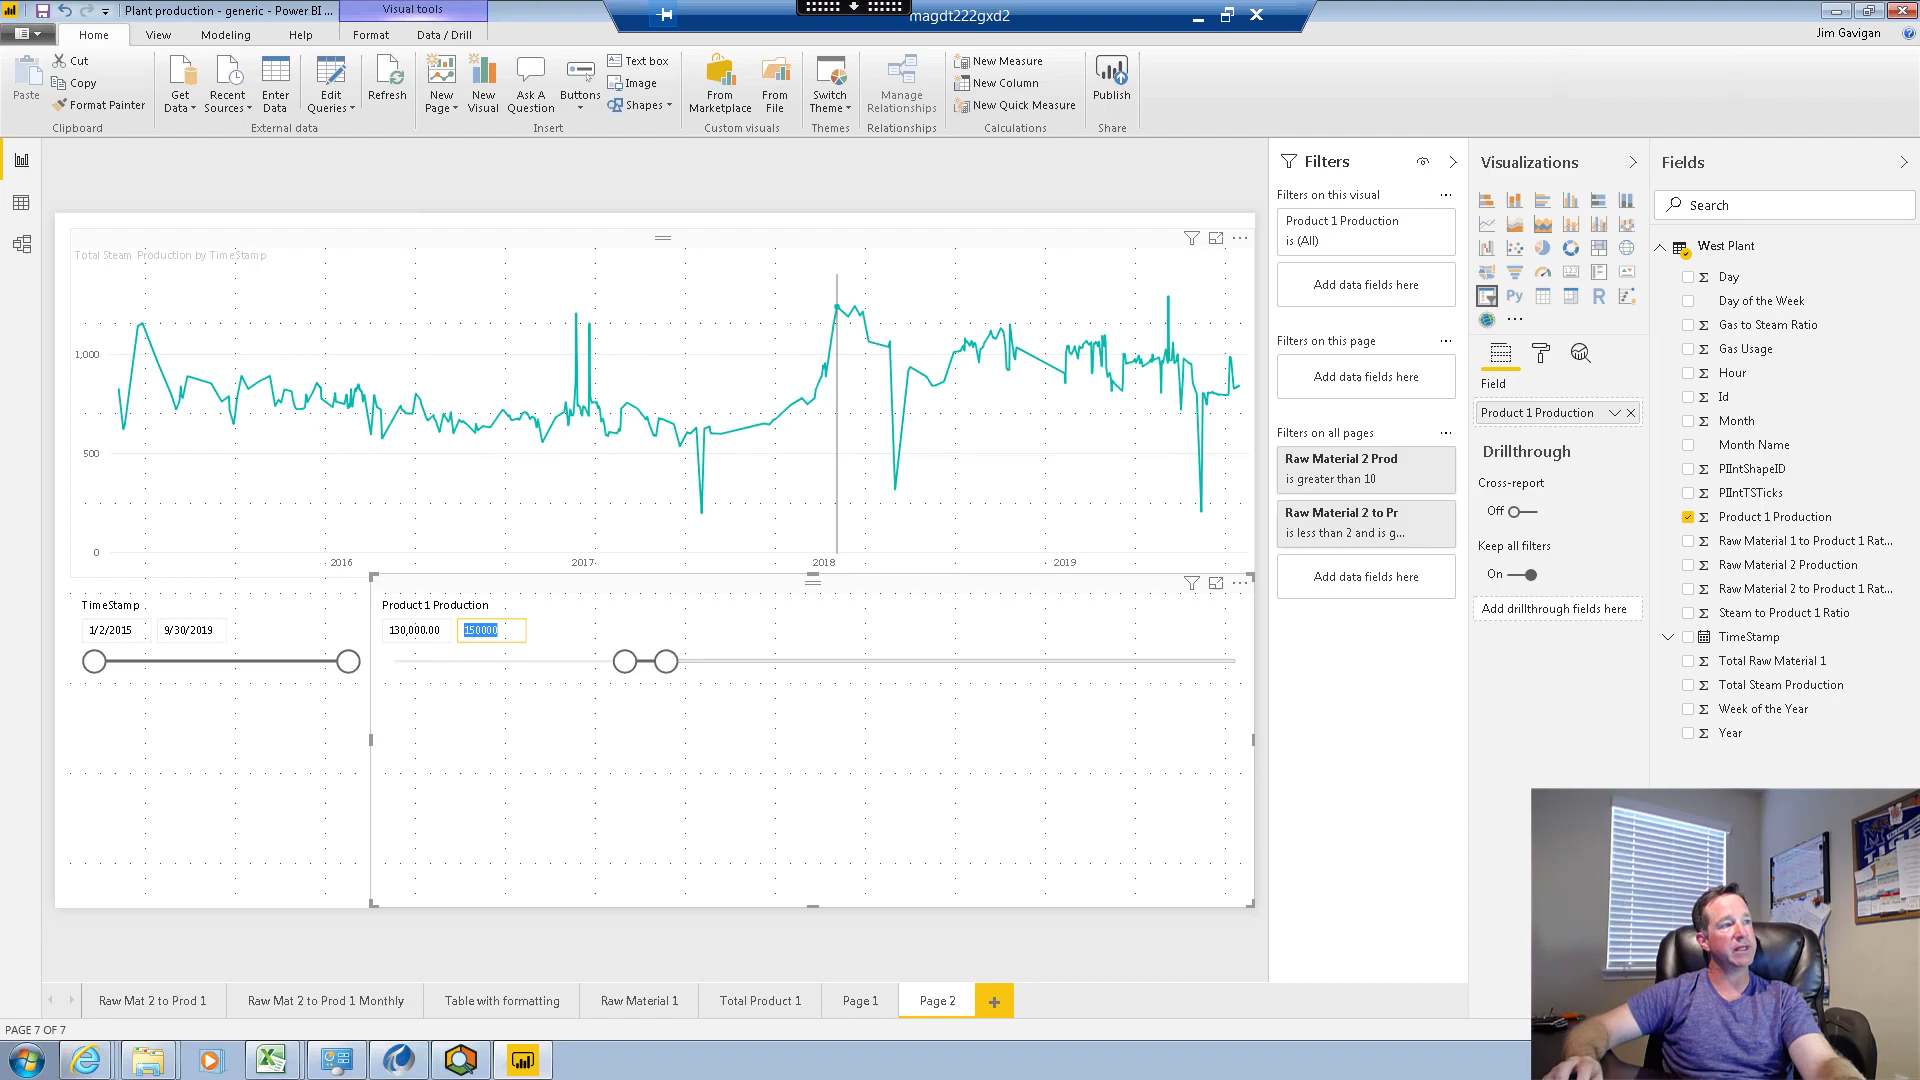 Plant production - generic - Power BI ...
Visual tools
magdt222gxd2
Home
View
Modeling
Help
Format
Data / Drill
Jim Gavigan
Paste
Cut
Copy
Format Painter
Clipboard
Get Data
Recent Sources
Enter Data
Edit Queries
Refresh
External data
New Page
New Visual
Ask A Question
Buttons
Text box
Image
Shapes
Insert
From Marketplace
From File
Custom visuals
Switch Theme
Themes
Manage Relationships
Relationships
New Measure
New Column
New Quick Measure
Calculations
Publish
Share
Total Steam Production by TimeStamp
1,000
500
0
2016
2017
2018
2019
TimeStamp
1/2/2015
9/30/2019
Product 1 Production
130,000.00
150000
Filters
Filters on this visual
Product 1 Production
is (All)
Add data fields here
Filters on this page
Add data fields here
Filters on all pages
Raw Material 2 Prod
is greater than 10
Raw Material 2 to Pr
is less than 2 and is g...
Add data fields here
Visualizations
Py
R
Field
Product 1 Production
Drillthrough
Cross-report
Off
Keep all filters
On
Add drillthrough fields here
Fields
Search
West Plant
Day
Day of the Week
Gas to Steam Ratio
Gas Usage
Hour
Id
Month
Month Name
PIIntShapeID
PIIntTSTicks
Product 1 Production
Raw Material 1 to Product 1 Rat...
Raw Material 2 Production
Raw Material 2 to Product 1 Rat...
Steam to Product 1 Ratio
TimeStamp
Total Raw Material 1
Total Steam Production
Week of the Year
Year
Raw Mat 2 to Prod 1
Raw Mat 2 to Prod 1 Monthly
Table with formatting
Raw Material 1
Total Product 1
Page 1
Page 2
PAGE 7 OF 7